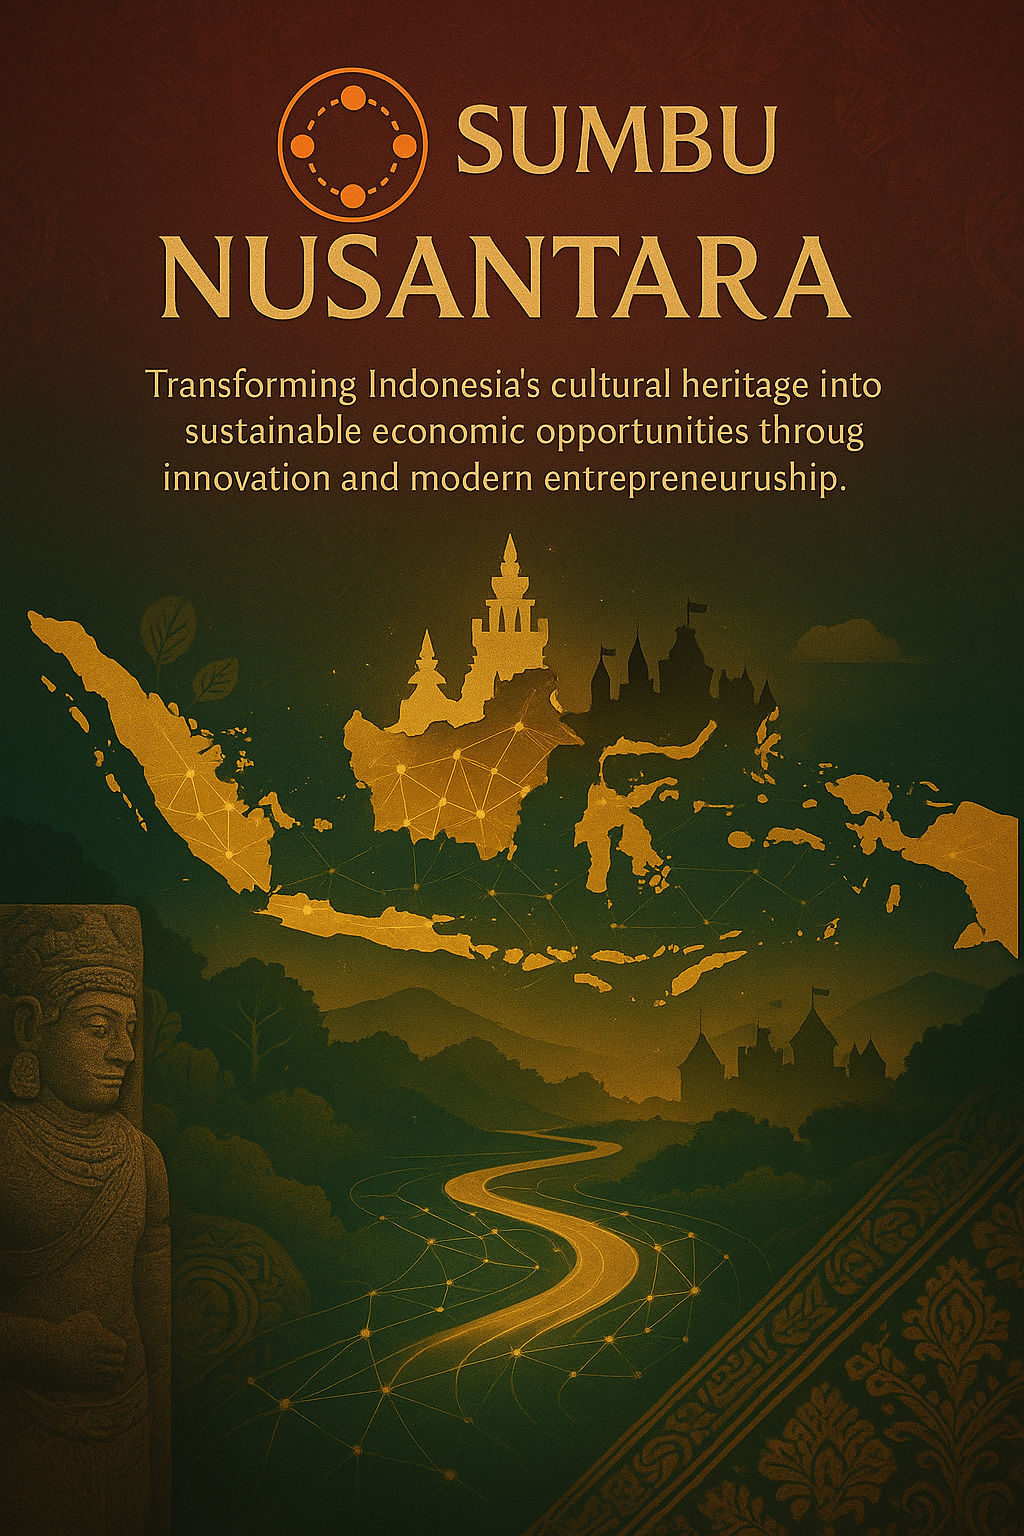 SUMBU
NUSANTARA
Transforming Indonesia's cultural heritage into
sustainable economic opportunities throug
innovation and modern entrepreneuruship.